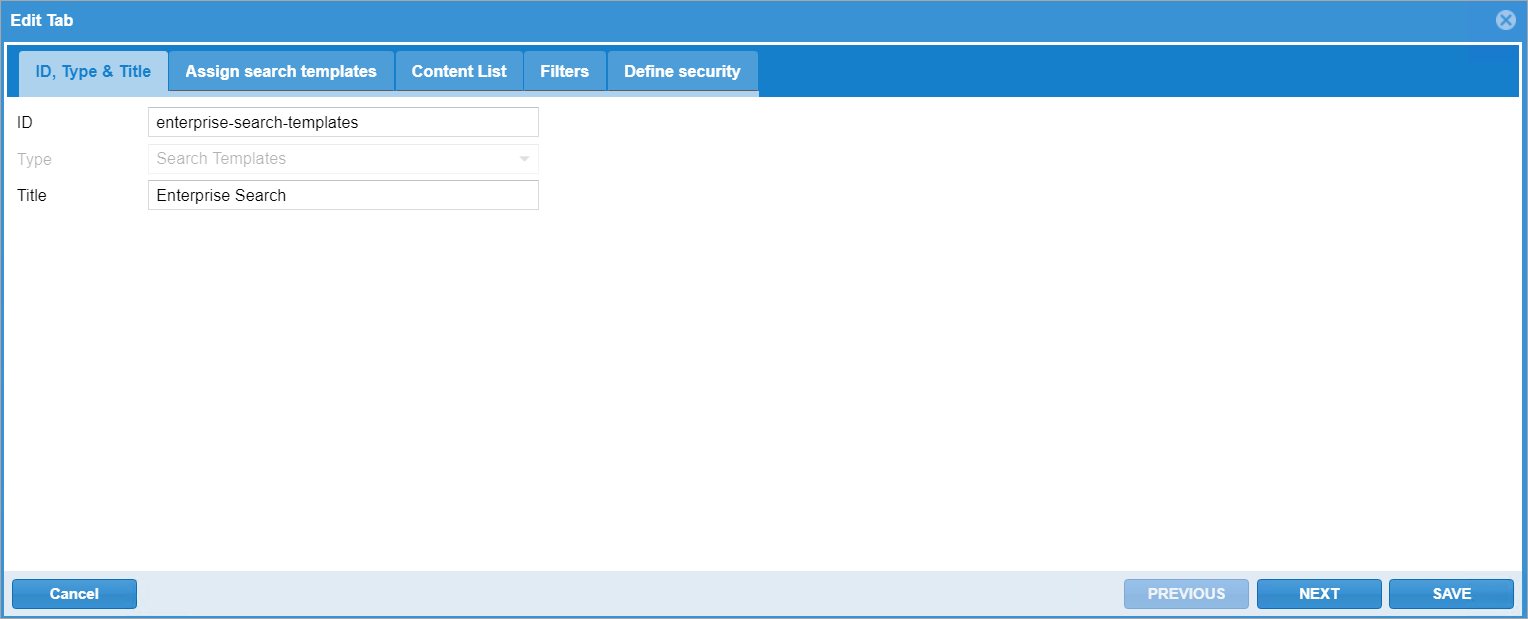 Edit Tab
ID, Type & Title Assign search templates Content List Filters Define security
ID enterprise-search-templates
Type Search Templates
Title Enterprise Search
Cancel PREVIOUS NEXT SAVE